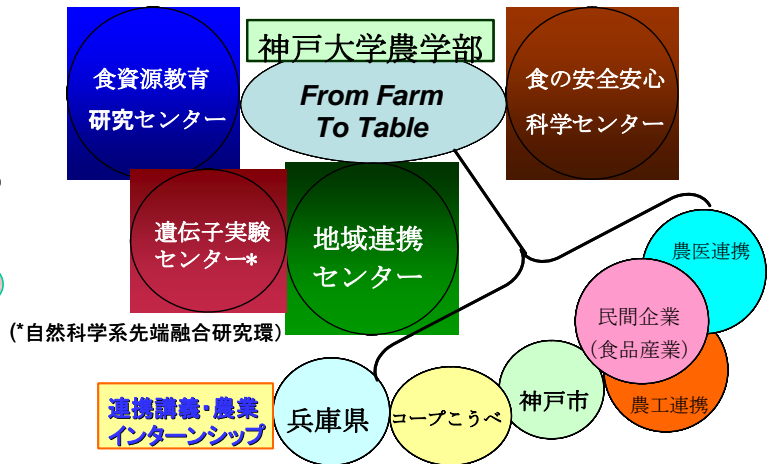 神戸大学農学部
From Farm
To Table
食資源教育
研究センター
食の安全安心
科学センター
遺伝子実験
センター*
地域連携
センター
(*自然科学系先端融合研究環)
農医連携
民間企業
(食品産業)
農工連携
神戸市
コープこうべ
兵庫県
連携講義・農業
インターンシップ